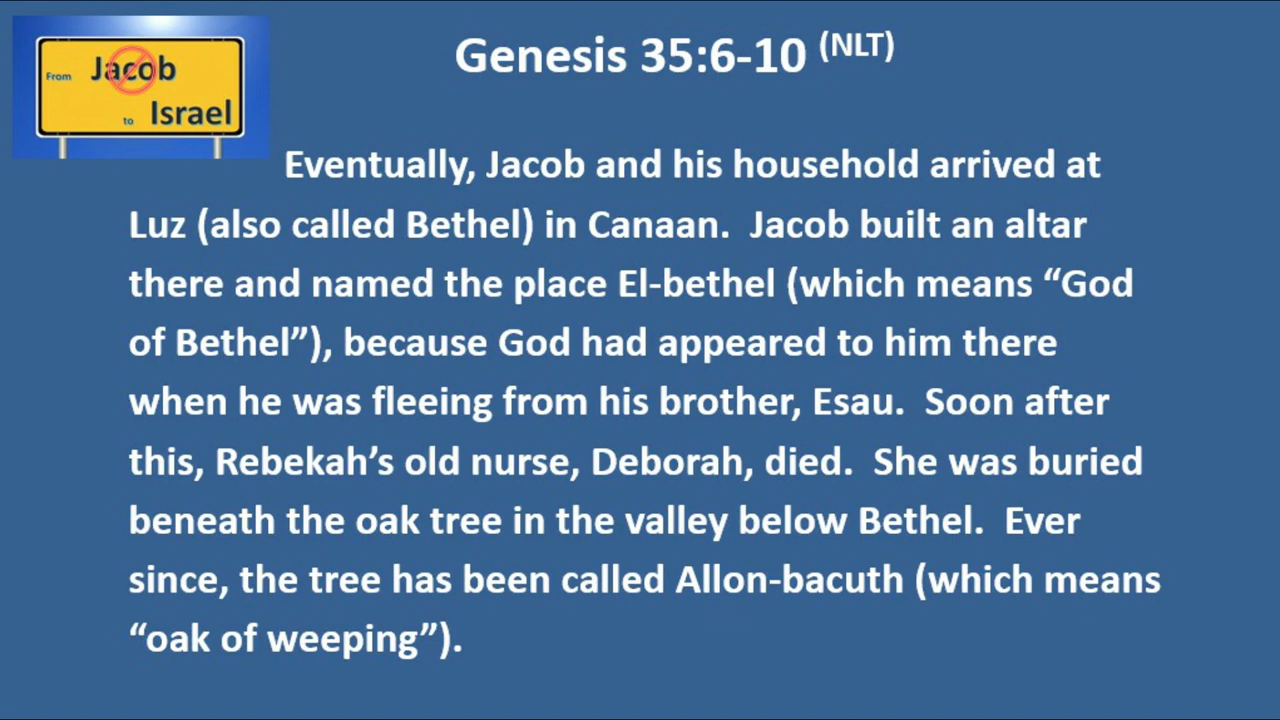 From Jacob
to Israel
Genesis 35:6-10 (NLT)
Eventually, Jacob and his household arrived at
Luz (also called Bethel) in Canaan. Jacob built an altar
there and named the place El-bethel (which means “God
of Bethel”), because God had appeared to him there
when he was fleeing from his brother, Esau. Soon after
this, Rebekah’s old nurse, Deborah, died. She was buried
beneath the oak tree in the valley below Bethel. Ever
since, the tree has been called Allon-bacuth (which means
“oak of weeping”).